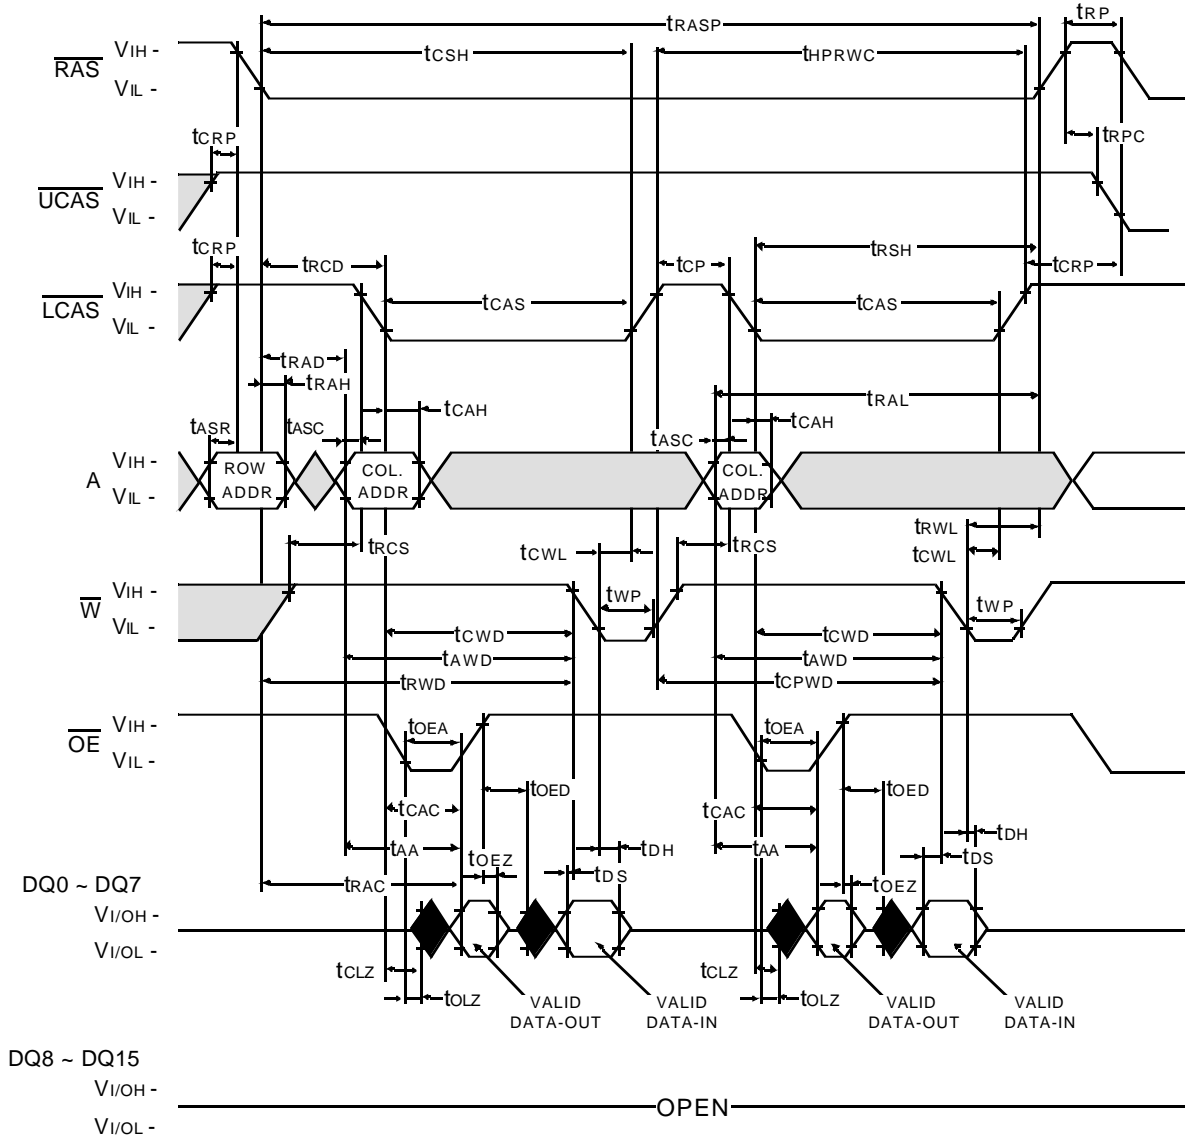 tRASP
tRP
RAS
VIH -
VIL -
tCSH
tHPRWC
tCRP
tRPC
UCAS
VIH -
VIL -
tCRP
tRCD
tCP
tRSH
tCRP
LCAS
VIH -
VIL -
tCAS
tCAS
tRAD
tRAH
tCAH
tRAL
tASR
tASC
tASC
tCAH
A
VIH -
VIL -
ROW
ADDR
COL.
ADDR
COL.
ADDR
tRCS
tCWL
tRCS
tRWL
tCWL
W
VIH -
VIL -
tWP
tWP
tCWD
tCWD
tAWD
tAWD
tRWD
tCPWD
OE
VIH -
VIL -
tOEA
tOEA
tOED
tOED
tCAC
tCAC
tDH
tDH
tAA
tOEZ
tDS
tAA
tDS
tRAC
tOEZ
DQ0 ~ DQ7
VI/OH -
VI/OL -
tCLZ
tOLZ
VALID
DATA-OUT
VALID
DATA-IN
tCLZ
tOLZ
VALID
DATA-OUT
VALID
DATA-IN
DQ8 ~ DQ15
VI/OH -
VI/OL -
OPEN